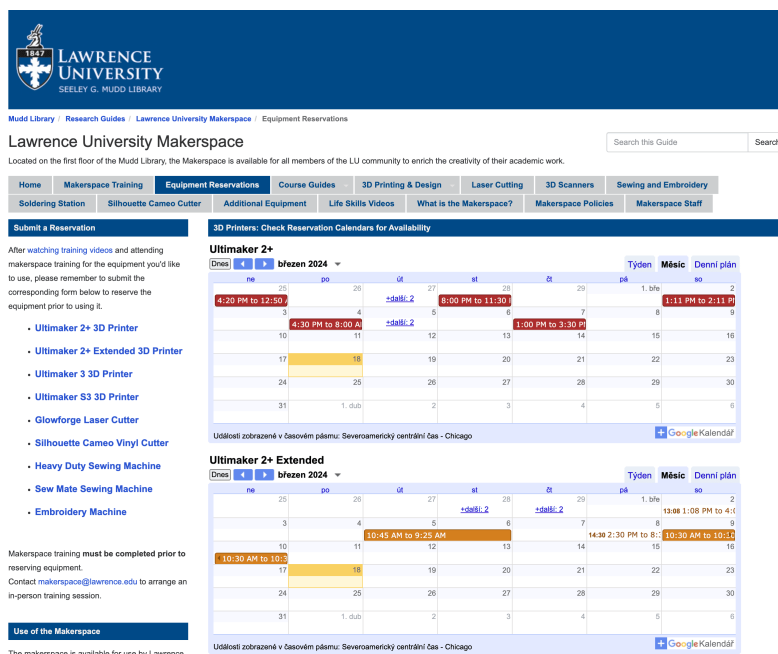 1847
LAWRENCE
UNIVERSITY
SEELEY G. MUDD LIBRARY
Mudd Library / Research Guides / Lawrence University Makerspace / Equipment Reservations
Lawrence University Makerspace
Search this Guide
Search
Located on the first floor of the Mudd Library, the Makerspace is available for all members of the LU community to enrich the creativity of their academic work.
Home Makerspace Training Equipment Reservations Course Guides 3D Printing & Design Laser Cutting 3D Scanners Sewing and Embroidery
Soldering Station Silhouette Cameo Cutter Additional Equipment Life Skills Videos What is the Makerspace? Makerspace Policies Makerspace Staff
Submit a Reservation
After watching training videos and attending
makerspace training for the equipment you'd like
to use, please remember to submit the
corresponding form below to reserve the
equipment prior to using it.
• Ultimaker 2+ 3D Printer
• Ultimaker 2+ Extended 3D Printer
• Ultimaker 3 3D Printer
• Ultimaker S3 3D Printer
• Glowforge Laser Cutter
• Silhouette Cameo Vinyl Cutter
• Heavy Duty Sewing Machine
• Sew Mate Sewing Machine
• Embroidery Machine
Makerspace training must be completed prior to
reserving equipment.
Contact makerspace@lawrence.edu to arrange an
in-person training session.
Use of the Makerspace
The makerspace is available for use by Lawrence
3D Printers: Check Reservation Calendars for Availability
Ultimaker 2+
Dnes březen 2024 Týden Měsíc Denní plán
ne po út st čt pá so
25 26 27 28 29 1. bře 2
4:20 PM to 12:50 +další: 2 8:00 PM to 11:30 1:11 PM to 2:11 PM
3 4 5 6 7 8 9
4:30 PM to 8:00 AM +další: 2 1:00 PM to 3:30 PM
10 11 12 13 14 15 16
17 18 19 20 21 22 23
24 25 26 27 28 29 30
31 1. dub 2 3 4 5 6
Události zobrazené v časovém pásmu: Severoamerický centrální čas - Chicago
+ Google Kalendář
Ultimaker 2+ Extended
Dnes březen 2024 Týden Měsíc Denní plán
ne po út st čt pá so
25 26 27 28 29 1. bře 2
+další: 2 +další: 2 13:08 1:08 PM to 4:0
3 4 5 6 7 8 9
10:45 AM to 9:25 AM 14:30 2:30 PM to 8: 10:30 AM to 10:30
10 11 12 13 14 15 16
10:30 AM to 10:3
17 18 19 20 21 22 23
24 25 26 27 28 29 30
31 1. dub 2 3 4 5 6
Události zobrazené v časovém pásmu: Severoamerický centrální čas - Chicago
+ Google Kalendář